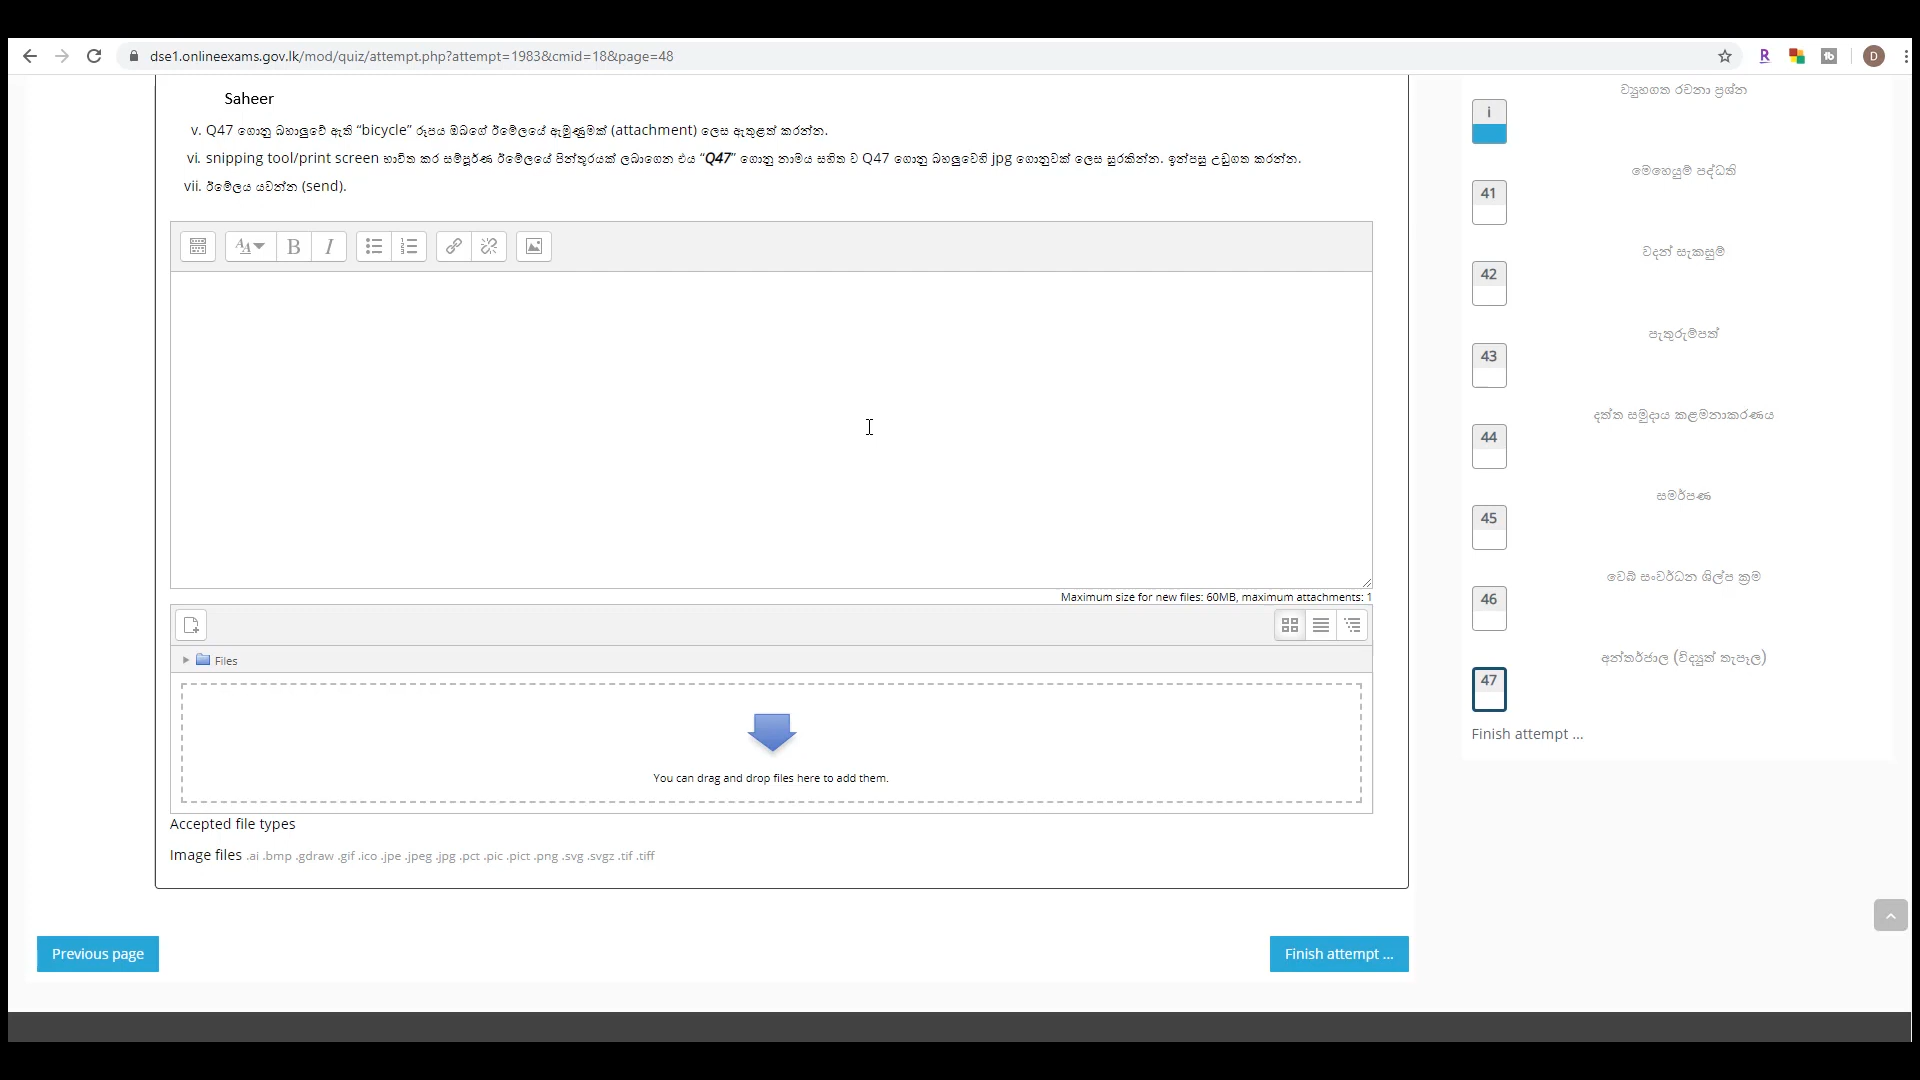 dse1.onlineexams.gov.lk/mod/quiz/attempt.php?attempt=1983&cmid=18&page=48
R
D
Saheer
v. Q47 ගොනු බහාලුවේ ඇති “bicycle” රූපය ඔබගේ ඊමේලයේ ඇමුණුමක් (attachment) ලෙස ඇතුළත් කරන්න.
vi. snipping tool/print screen භාවිත කර සම්පූර්ණ ඊමේලයේ පින්තූරයක් ලබාගෙන එය “Q47” ගොනු නාමය සහිත ව Q47 ගොනු බහලුවෙහි jpg ගොනුවක් ලෙස සුරකින්න. ඉන්පසු උඩුගත කරන්න.
vii. ඊමේලය යවන්න (send).
Maximum size for new files: 60MB, maximum attachments: 1
Files
You can drag and drop files here to add them.
Accepted file types
Image files .ai .bmp .gdraw .gif .ico .jpe .jpeg .jpg .pct .pic .pict .png .svg .svgz .tif .tiff
Previous page
Finish attempt ...
ව්‍යුහගත රචනා ප්‍රශ්න
i
මෙහෙයුම් පද්ධති
41
වදන් සැකසුම්
42
පැතුරුම්පත්
43
දත්ත සමුදාය කළමනාකරණය
44
සමර්පණ
45
වෙබ් සංවර්ධන ශිල්ප ක්‍රම
46
අන්තර්ජාල (විද්‍යුත් තැපෑල)
47
Finish attempt ...